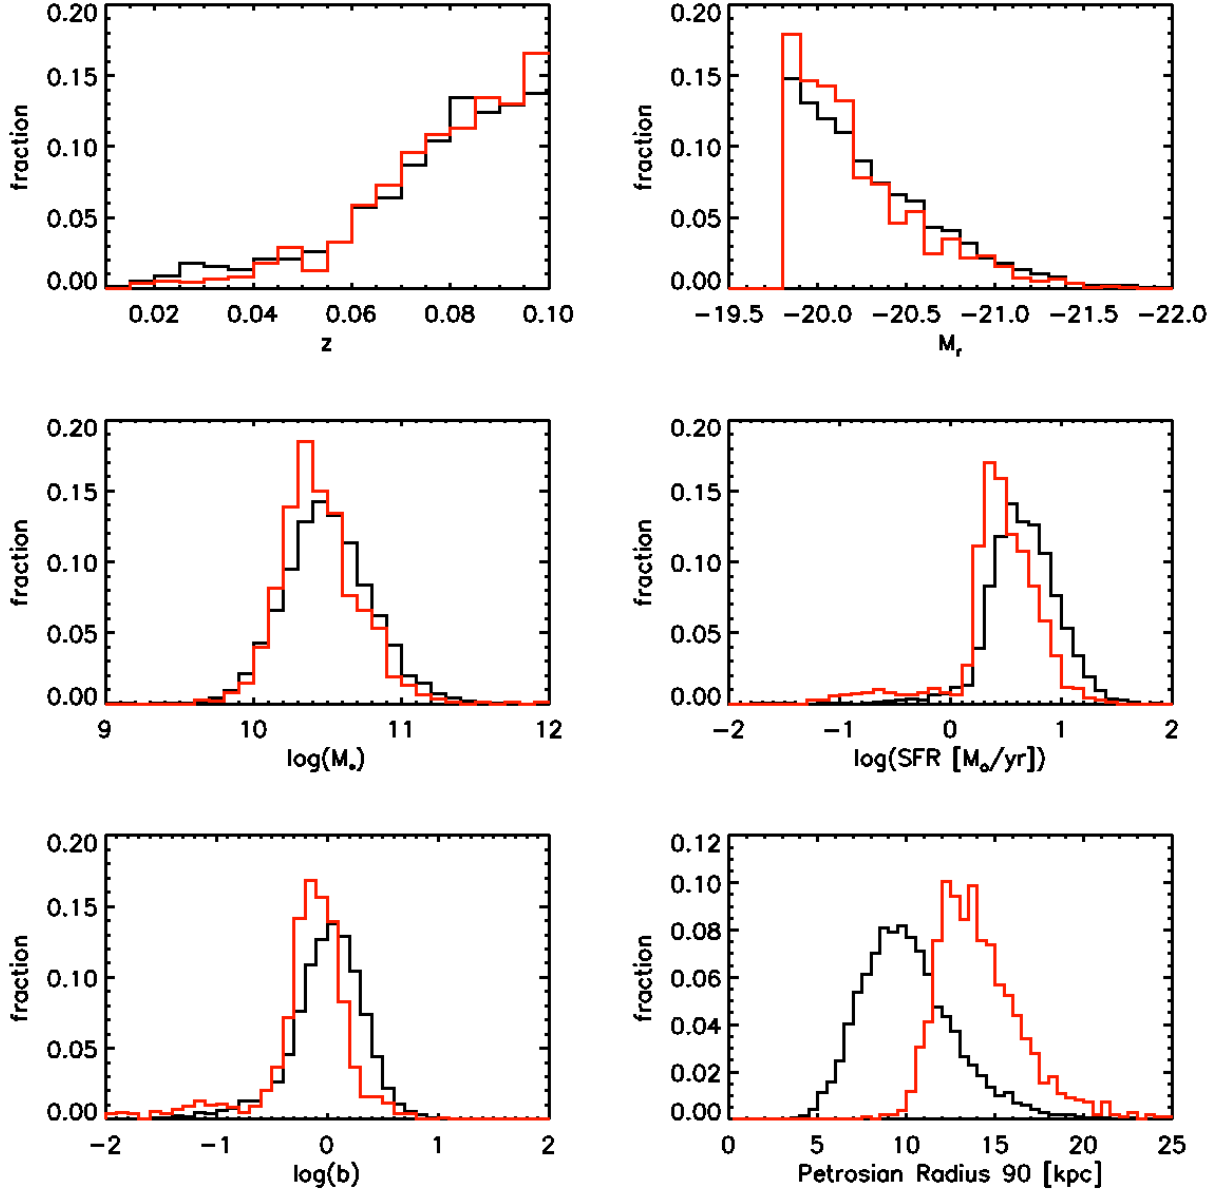 0.20
0.15
0.10
0.05
0.00
fraction
0.02 0.04 0.06 0.08 0.10
z
0.20
0.15
0.10
0.05
0.00
fraction
−19.5 −20.0 −20.5 −21.0 −21.5 −22.0
M_r
0.20
0.15
0.10
0.05
0.00
fraction
9 10 11 12
log(M_*)
0.20
0.15
0.10
0.05
0.00
fraction
−2 −1 0 1 2
log(SFR [M_o/yr])
0.20
0.15
0.10
0.05
0.00
fraction
−2 −1 0 1 2
log(b)
0.12
0.10
0.08
0.06
0.04
0.02
0.00
fraction
0 5 10 15 20 25
Petrosian Radius 90 [kpc]